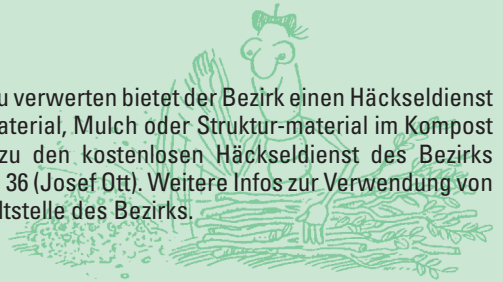 u verwerten bietet der Bezirk einen Häckseldienst
aterial, Mulch oder Struktur-material im Kompost
zu den kostenlosen Häckseldienst des Bezirks
36 (Josef Ott). Weitere Infos zur Verwendung von
ltstelle des Bezirks.